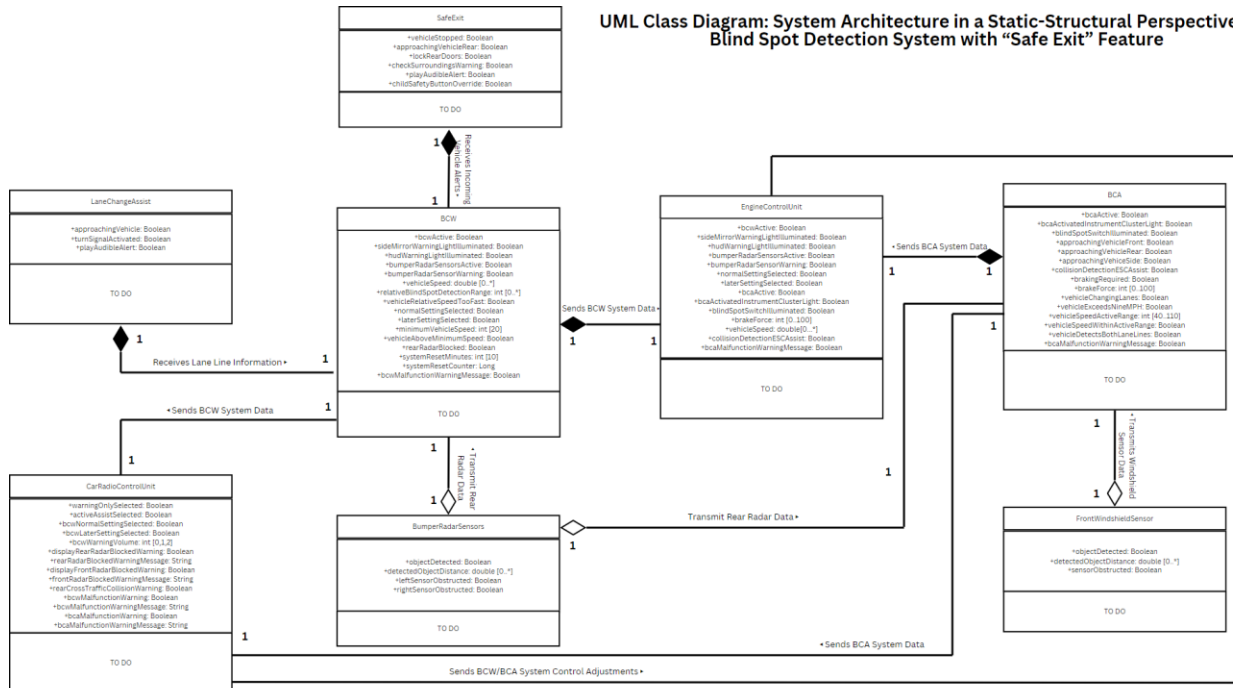 UML Class Diagram: System Architecture in a Static-Structural Perspective
Blind Spot Detection System with “Safe Exit” Feature
SafeExit
+vehicleStopped: Boolean
+approachingVehicleRear: Boolean
+lockRearDoors: Boolean
+checkSurroundingsWarning: Boolean
+playAudibleAlert: Boolean
+childSafetyButtonOverride: Boolean
TO DO
1
Receives Incoming
Vehicle Alerts
1
LaneChangeAssist
+approachingVehicle: Boolean
+turnSignalActivated: Boolean
+playAudibleAlert: Boolean
TO DO
1
Receives Lane Line Information
1
BCW
+bcwActive: Boolean
+sideMirrorWarningLightIlluminated: Boolean
+hudWarningLightIlluminated: Boolean
+bumperRadarSensorsActive: Boolean
+bumperRadarSensorWarning: Boolean
+vehicleSpeed: double [0..*]
+relativeBlindSpotDetectionRange: int [0..*]
+vehicleRelativeSpeedTooFast: Boolean
+normalSettingSelected: Boolean
+laterSettingSelected: Boolean
+minimumVehicleSpeed: int [20]
+vehicleAboveMinimumSpeed: Boolean
+rearRadarBlocked: Boolean
+systemResetMinutes: int [10]
+systemResetCounter: Long
+bcwMalfunctionWarningMessage: Boolean
TO DO
Sends BCW System Data
1
1
EngineControlUnit
+bcwActive: Boolean
+sideMirrorWarningLightIlluminated: Boolean
+hudWarningLightIlluminated: Boolean
+bumperRadarSensorsActive: Boolean
+bumperRadarSensorWarning: Boolean
+normalSettingSelected: Boolean
+laterSettingSelected: Boolean
+bcaActive: Boolean
+bcaActivatedInstrumentClusterLight: Boolean
+blindSpotSwitchIlluminated: Boolean
+brakeForce: int [0..100]
+vehicleSpeed: double[0...*]
+collisionDetectionESCAssist: Boolean
+bcaMalfunctionWarningMessage: Boolean
TO DO
Sends BCA System Data
1
1
BCA
+bcaActive: Boolean
+bcaActivatedInstrumentClusterLight: Boolean
+blindSpotSwitchIlluminated: Boolean
+approachingVehicleFront: Boolean
+approachingVehicleRear: Boolean
+approachingVehiceSide: Boolean
+collisionDetectionESCAssist: Boolean
+brakingRequired: Boolean
+brakeForce: int [0..100]
+vehicleChangingLanes: Boolean
+vehicleExceedsNineMPH: Boolean
+vehicleSpeedActiveRange: int [40..110]
+vehicleSpeedWithinActiveRange: Boolean
+vehicleDetectsBothLaneLines: Boolean
+bcaMalfunctionWarningMessage: Boolean
TO DO
1
1
Sends BCW System Data
1
1
CarRadioControlUnit
+warningOnlySelected: Boolean
+activeAssistSelected: Boolean
+bcwNormalSettingSelected: Boolean
+bcwLaterSettingSelected: Boolean
+bcwWarningVolume: int [0,1,2]
+displayRearRadarBlockedWarning: Boolean
+rearRadarBlockedWarningMessage: String
+displayFrontRadarBlockedWarning: Boolean
+frontRadarBlockedWarningMessage: String
+rearCrossTrafficCollisionWarning: Boolean
+bcwMalfunctionWarning: Boolean
+bcwMalfunctionWarningMessage: String
+bcaMalfunctionWarning: Boolean
+bcaMalfunctionWarningMessage: String
TO DO
1
1
Transmit Rear
Radar Data
1
BumperRadarSensors
+objectDetected: Boolean
+detectedObjectDistance: double [0..*]
+leftSensorObstructed: Boolean
+rightSensorObstructed: Boolean
TO DO
Transmit Rear Radar Data
1
1
Transmits Windshield
Sensor Data
1
FrontWindshieldSensor
+objectDetected: Boolean
+detectedObjectDistance: double [0..*]
+sensorObstructed: Boolean
TO DO
Sends BCA System Data
Sends BCW/BCA System Control Adjustments